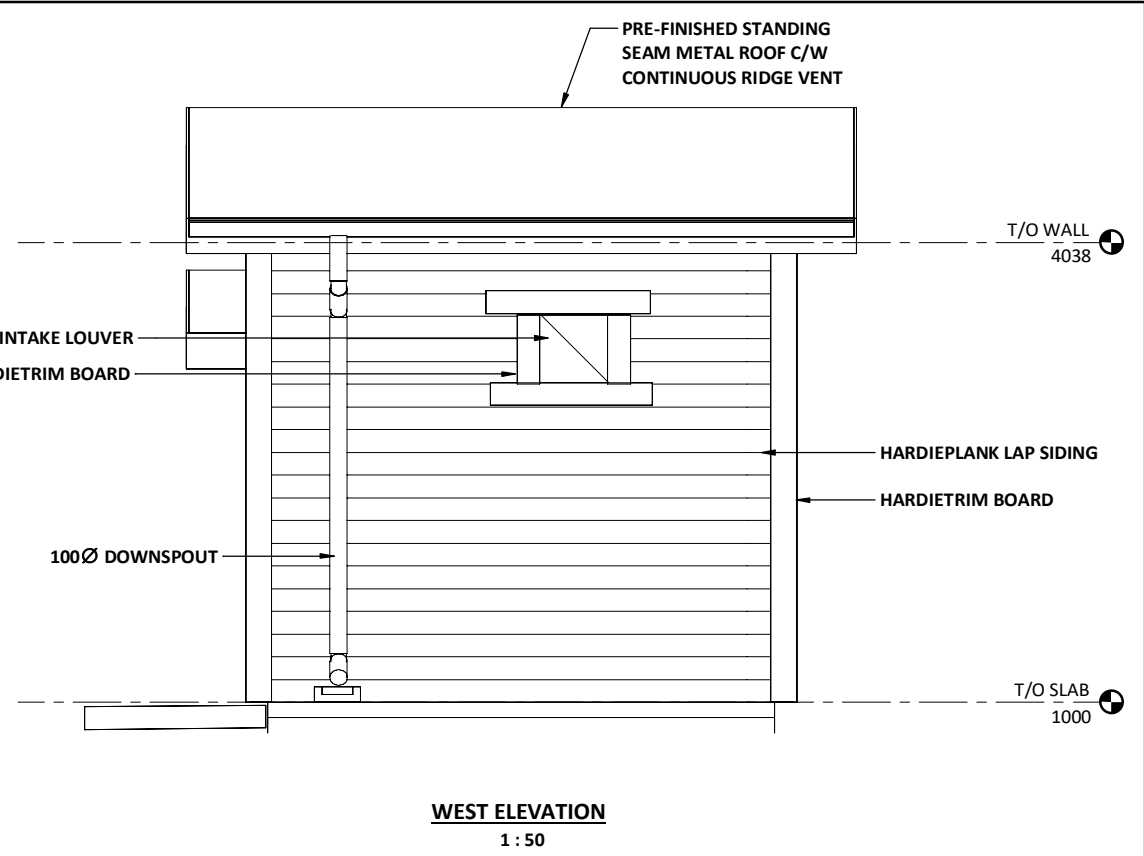 PRE-FINISHED STANDING
SEAM METAL ROOF C/W
CONTINUOUS RIDGE VENT
T/O WALL
4038
INTAKE LOUVER
DIETRIM BOARD
HARDIEPLANK LAP SIDING
HARDIETRIM BOARD
100Ø DOWNSPOUT
T/O SLAB
1000
WEST ELEVATION
1 : 50